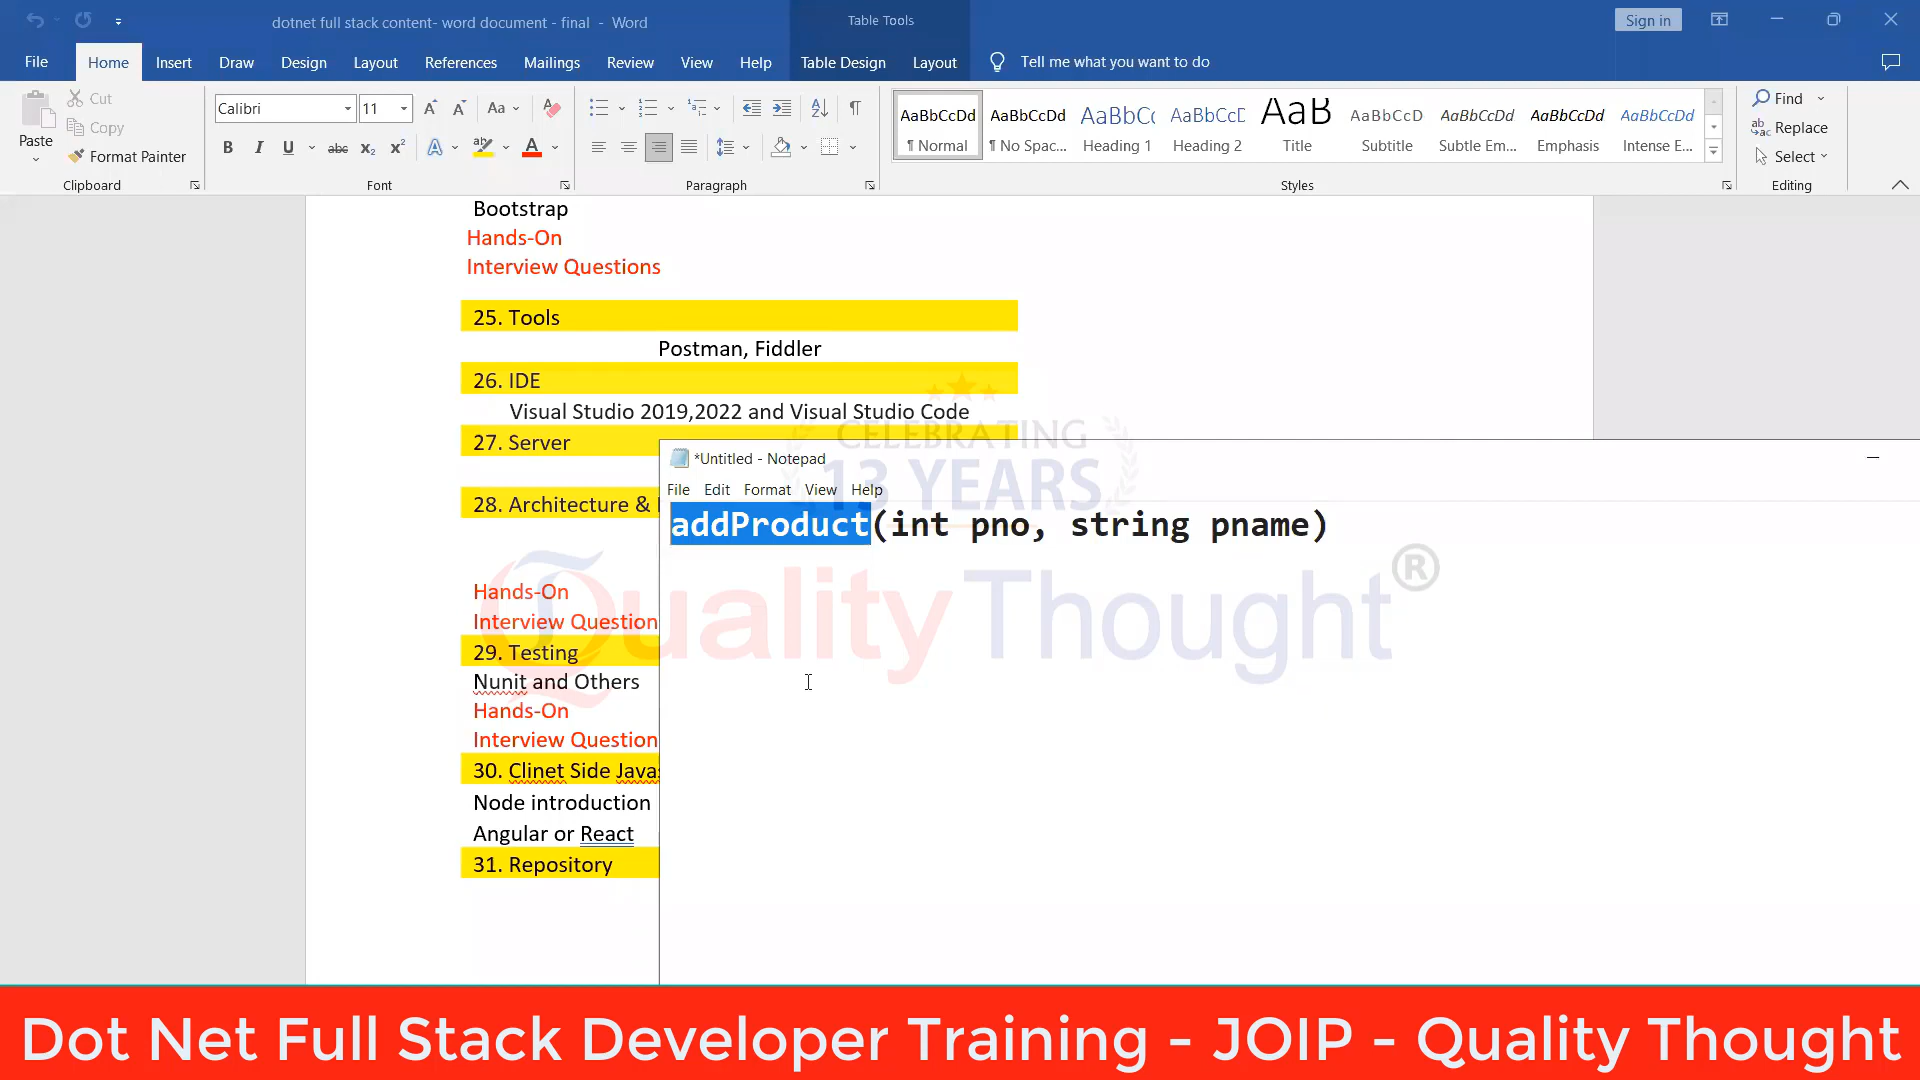 dotnet full stack content- word document - final - Word
Table Tools
Sign in
File
Home
Insert
Draw
Design
Layout
References
Mailings
Review
View
Help
Table Design
Layout
Tell me what you want to do
Paste
Cut
Copy
Format Painter
Clipboard
Calibri
11
Font
Paragraph
AaBbCcDd
¶ Normal
AaBbCcDd
¶ No Spac...
AaBbCc
Heading 1
AaBbCcD
Heading 2
AaB
Title
AaBbCcD
Subtitle
AaBbCcDd
Subtle Em...
AaBbCcDd
Emphasis
AaBbCcDd
Intense E...
Styles
Find
Replace
Select
Editing
Bootstrap
Hands-On
Interview Questions
25. Tools
Postman, Fiddler
26. IDE
Visual Studio 2019,2022 and Visual Studio Code
27. Server
28. Architecture &
Hands-On
Interview Question
29. Testing
Nunit and Others
Hands-On
Interview Question
30. Clinet Side Javas
Node introduction
Angular or React
31. Repository
*Untitled - Notepad
File Edit Format View Help
addProduct(int pno, string pname)
CELEBRATING
13 YEARS
Quality Thought®
Dot Net Full Stack Developer Training - JOIP - Quality Thought